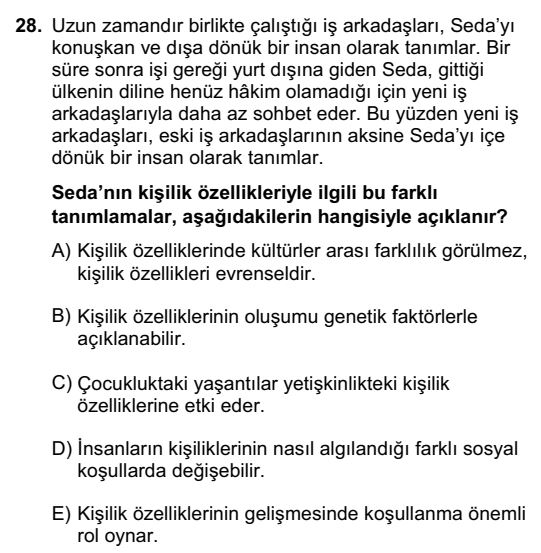 28. Uzun zamandır birlikte çalıştığı iş arkadaşları, Seda’yı
konuşkan ve dışa dönük bir insan olarak tanımlar. Bir
süre sonra işi gereği yurt dışına giden Seda, gittiği
ülkenin diline henüz hâkim olamadığı için yeni iş
arkadaşlarıyla daha az sohbet eder. Bu yüzden yeni iş
arkadaşları, eski iş arkadaşlarının aksine Seda’yı içe
dönük bir insan olarak tanımlar.
Seda’nın kişilik özellikleriyle ilgili bu farklı
tanımlamalar, aşağıdakilerin hangisiyle açıklanır?
A) Kişilik özelliklerinde kültürler arası farklılık görülmez,
kişilik özellikleri evrenseldir.
B) Kişilik özelliklerinin oluşumu genetik faktörlerle
açıklanabilir.
C) Çocukluktaki yaşantılar yetişkinlikteki kişilik
özelliklerine etki eder.
D) İnsanların kişiliklerinin nasıl algılandığı farklı sosyal
koşullarda değişebilir.
E) Kişilik özelliklerinin gelişmesinde koşullanma önemli
rol oynar.